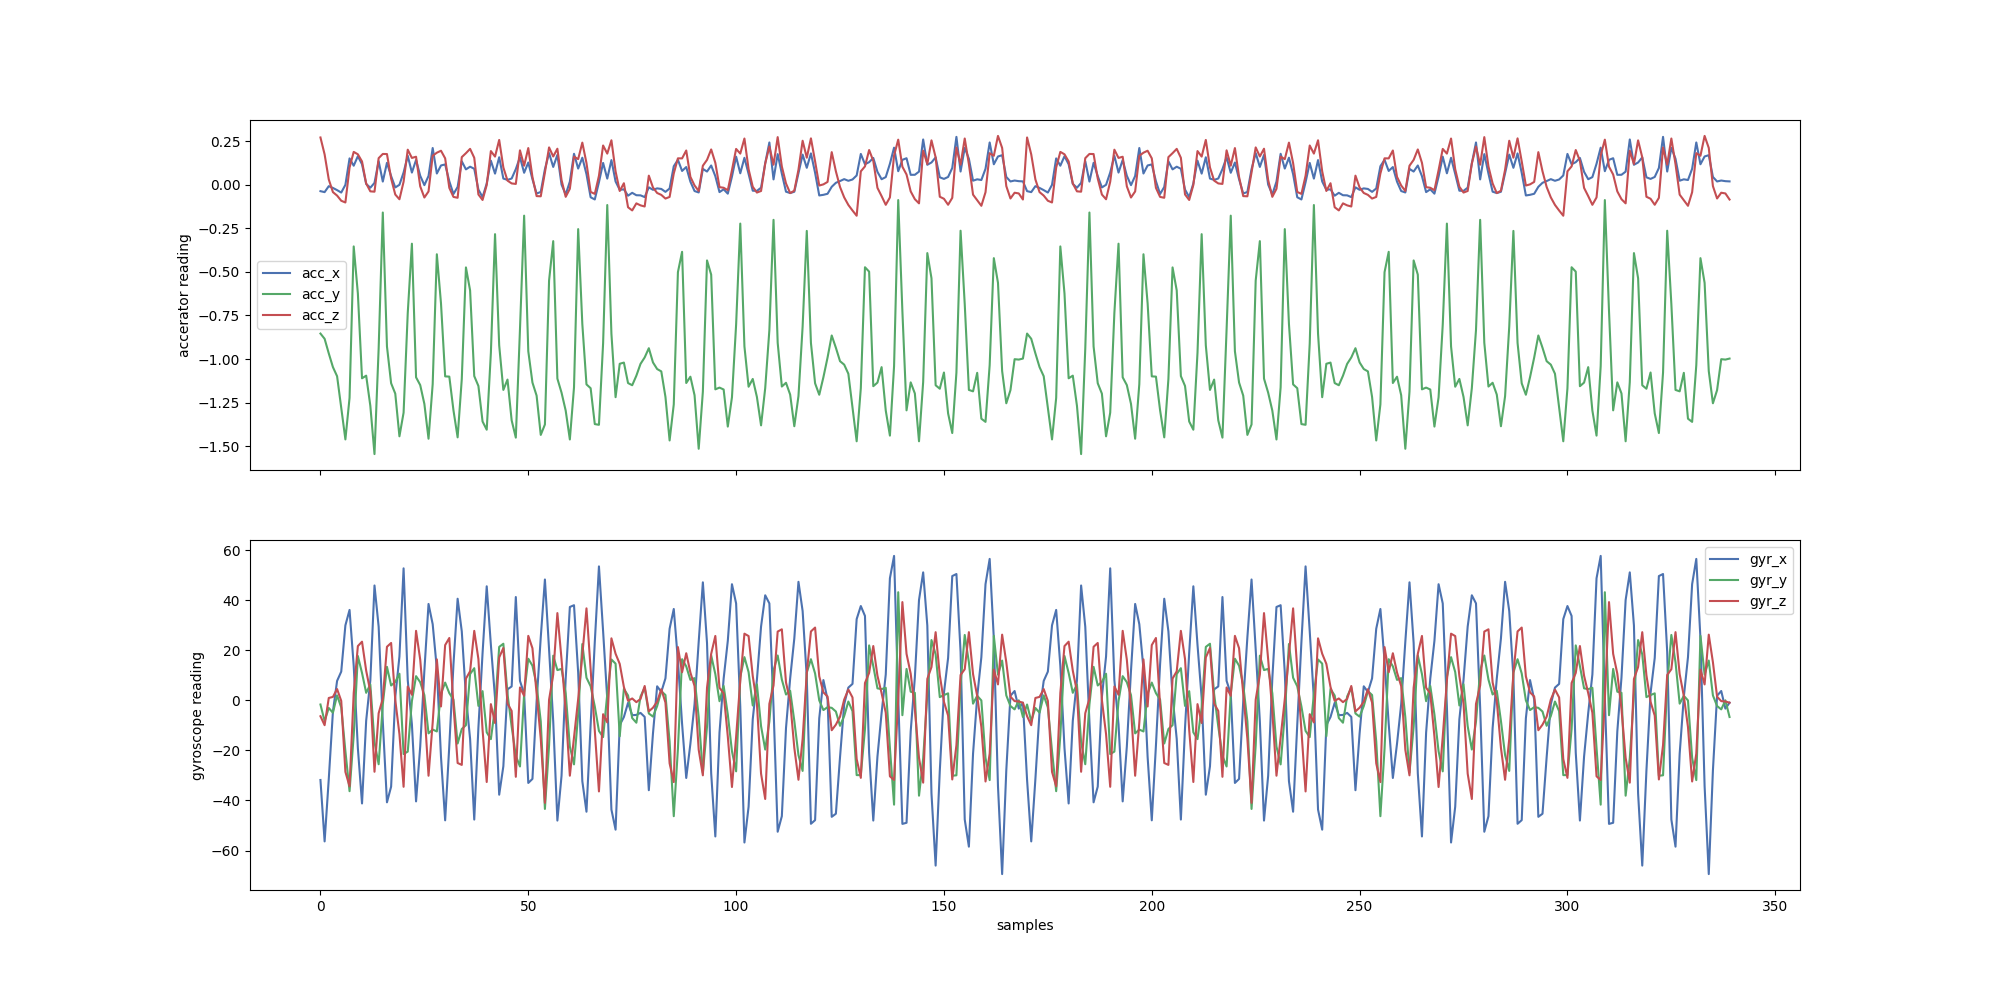 0.25
0.00
−0.25
−0.50
−0.75
−1.00
−1.25
−1.50
accerator reading
acc_x
acc_y
acc_z
60
40
20
0
−20
−40
−60
gyroscope reading
gyr_x
gyr_y
gyr_z
0 50 100 150 200 250 300 350
samples